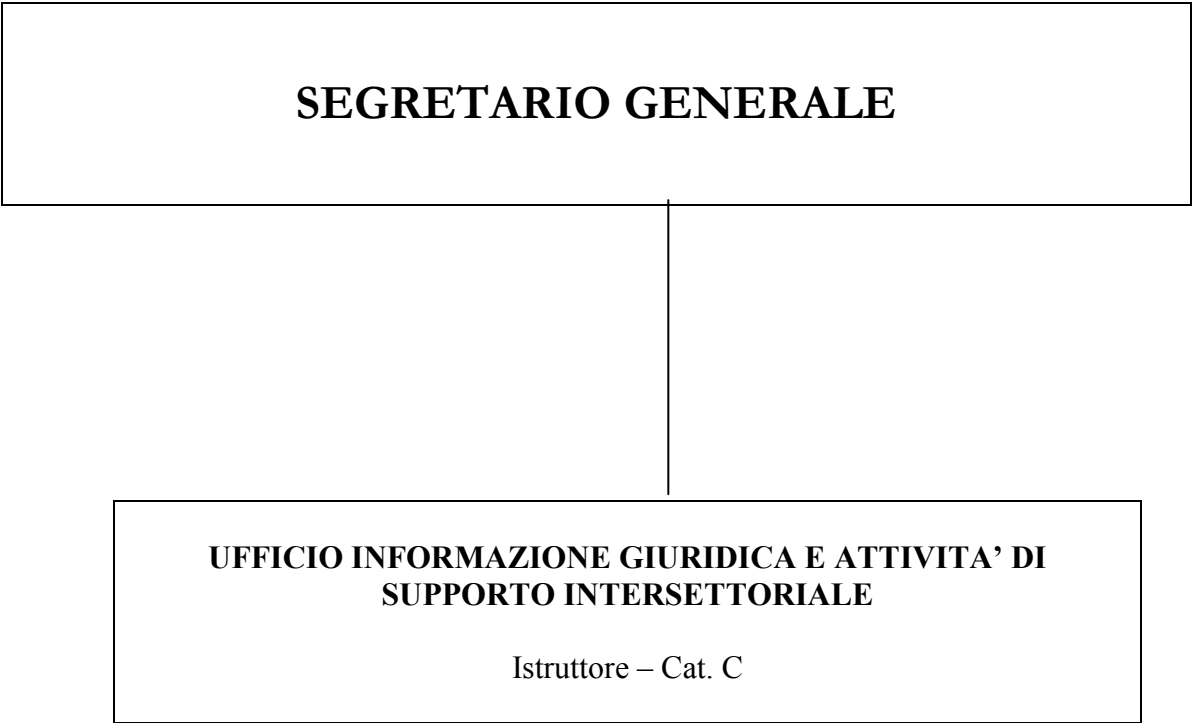 SEGRETARIO GENERALE
UFFICIO INFORMAZIONE GIURIDICA E ATTIVITA’ DI
SUPPORTO INTERSETTORIALE
Istruttore – Cat. C